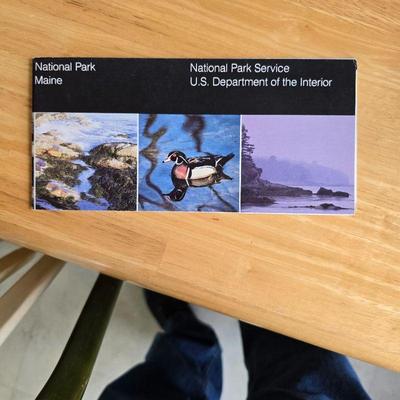 National Park
Maine
National Park Service
U.S. Department of the Interior